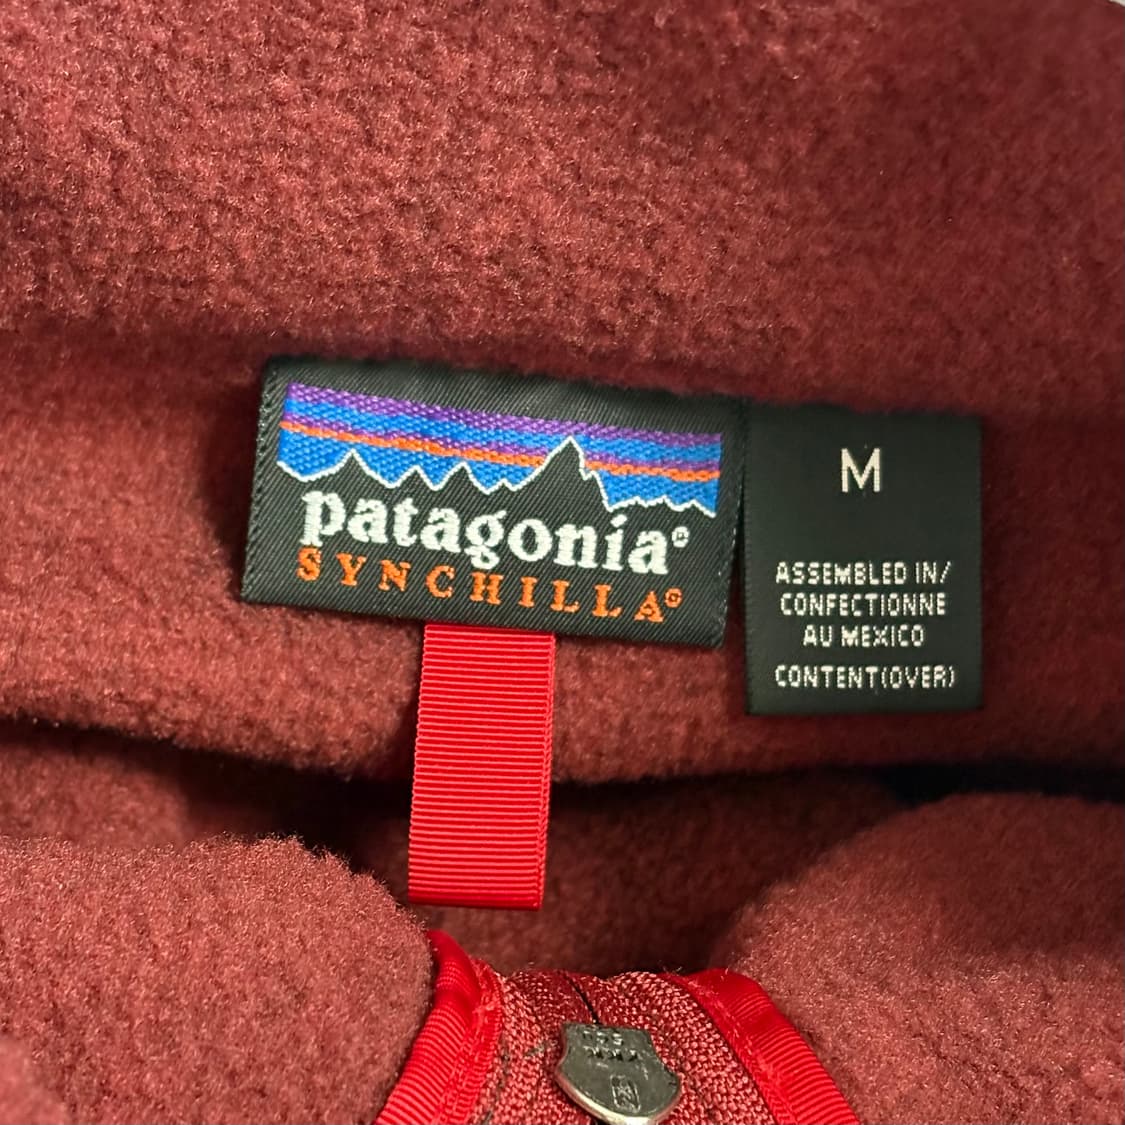 patagonia®
SYNCHILLA®
M
ASSEMBLED IN/
CONFECTIONNE
AU MEXICO
CONTENT(OVER)